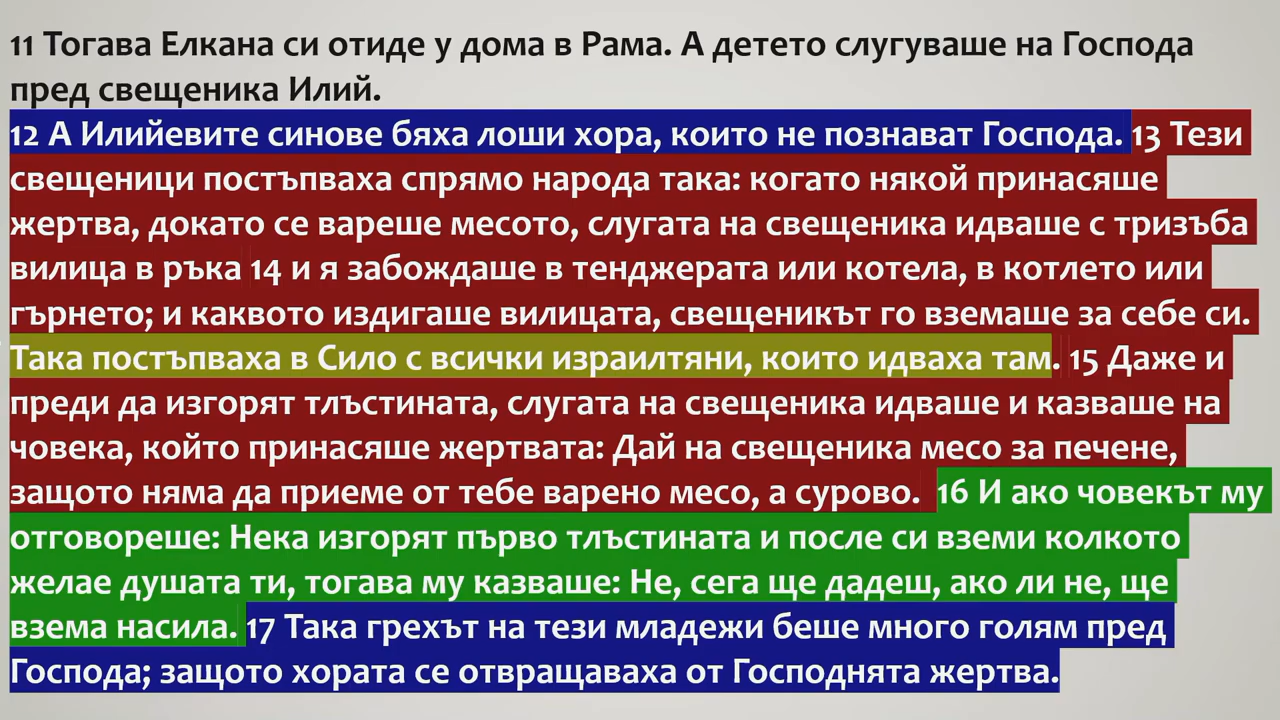 11 Тогава Елкана си отиде у дома в Рама. А детето слугуваше на Господа
пред свещеника Илий.
12 А Илийевите синове бяха лоши хора, които не познават Господа. 13 Тези
свещеници постъпваха спрямо народа така: когато някой принасяше
жертва, докато се вареше месото, слугата на свещеника идваше с тризъба
вилица в ръка 14 и я забождаше в тенджерата или котела, в котлето или
гърнето; и каквото издигаше вилицата, свещеникът го вземаше за себе си.
Така постъпваха в Сило с всички израилтяни, които идваха там. 15 Даже и
преди да изгорят тлъстината, слугата на свещеника идваше и казваше на
човека, който принасяше жертвата: Дай на свещеника месо за печене,
защото няма да приеме от тебе варено месо, а сурово. 16 И ако човекът му
отговореше: Нека изгорят първо тлъстината и после си вземи колкото
желае душата ти, тогава му казваше: Не, сега ще дадеш, ако ли не, ще
взема насила. 17 Така грехът на тези младежи беше много голям пред
Господа; защото хората се отвращаваха от Господнята жертва.